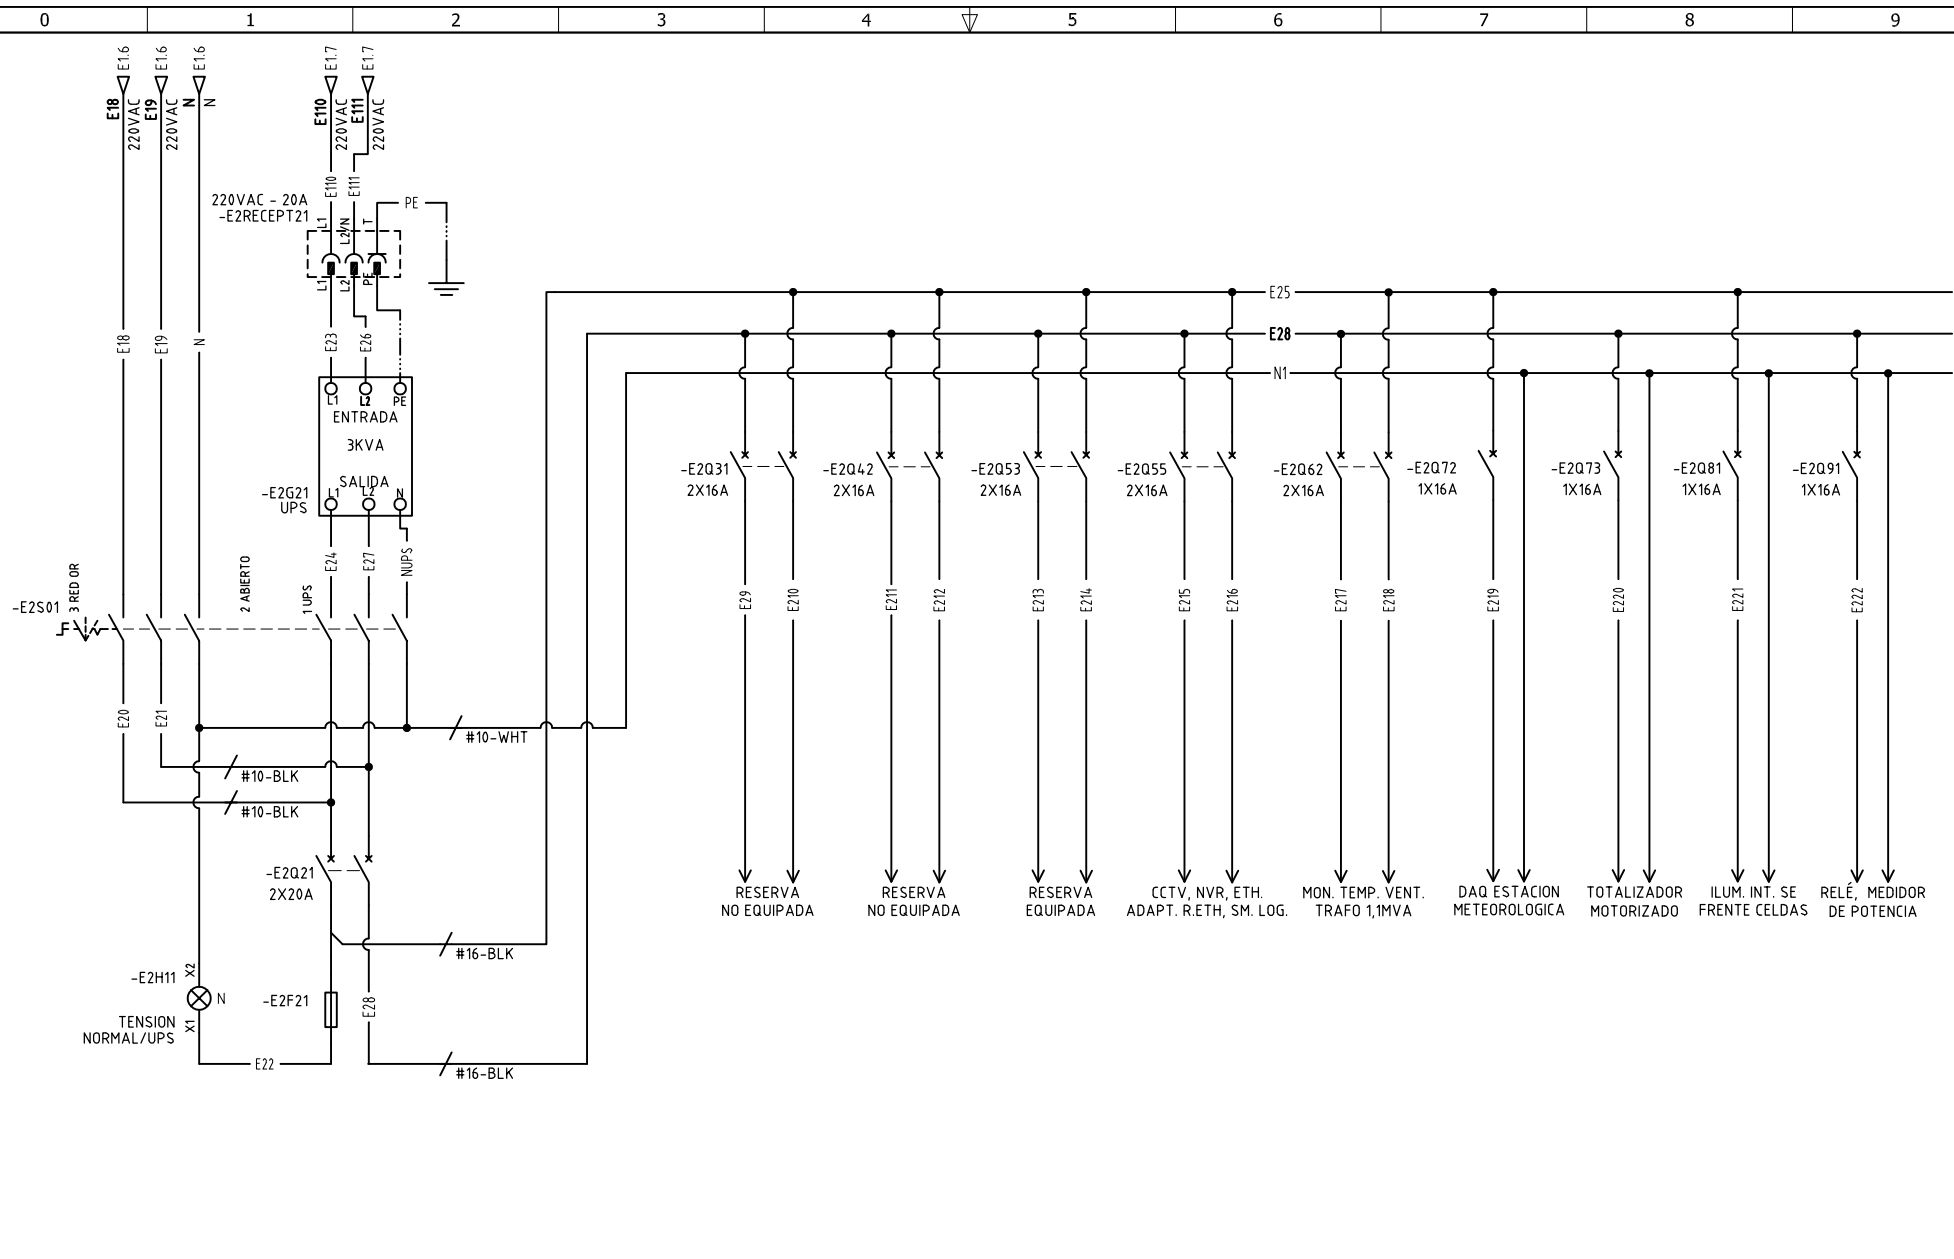 0 1 2 3 4 5 6 7 8 9
E1.6 E1.6 E1.6 E1.7 E1.7
E18 220VAC E19 220VAC N N E110 220VAC E111 220VAC
E110 E111
220VAC - 20A
-E2RECEPT21
L1 L2/N T
PE
L1 L2 PE
E25
E28
N1
E18 E19 N E23 E26
L1 L2 PE
ENTRADA
3KVA
SALIDA
L1 L2 N
-E2G21
UPS
-E2Q31
2X16A
-E2Q42
2X16A
-E2Q53
2X16A
-E2Q55
2X16A
-E2Q62
2X16A
-E2Q72
1X16A
-E2Q73
1X16A
-E2Q81
1X16A
-E2Q91
1X16A
E24 E27 NUPS
-E2S01
3 RED OR
2 ABIERTO
1 UPS
E29 E210 E211 E212 E213 E214 E215 E216 E217 E218 E219 E220 E221 E222
E20 E21
#10-WHT
#10-BLK
#10-BLK
-E2Q21
2X20A
RESERVA
NO EQUIPADA
RESERVA
NO EQUIPADA
RESERVA
EQUIPADA
CCTV, NVR, ETH.
ADAPT. R.ETH, SM. LOG.
MON. TEMP. VENT.
TRAFO 1,1MVA
DAQ ESTACION
METEOROLOGICA
TOTALIZADOR
MOTORIZADO
ILUM. INT. SE
FRENTE CELDAS
RELÉ, MEDIDOR
DE POTENCIA
#16-BLK
-E2H11
X2
N
X1
TENSION
NORMAL/UPS
-E2F21
E28
E22
#16-BLK